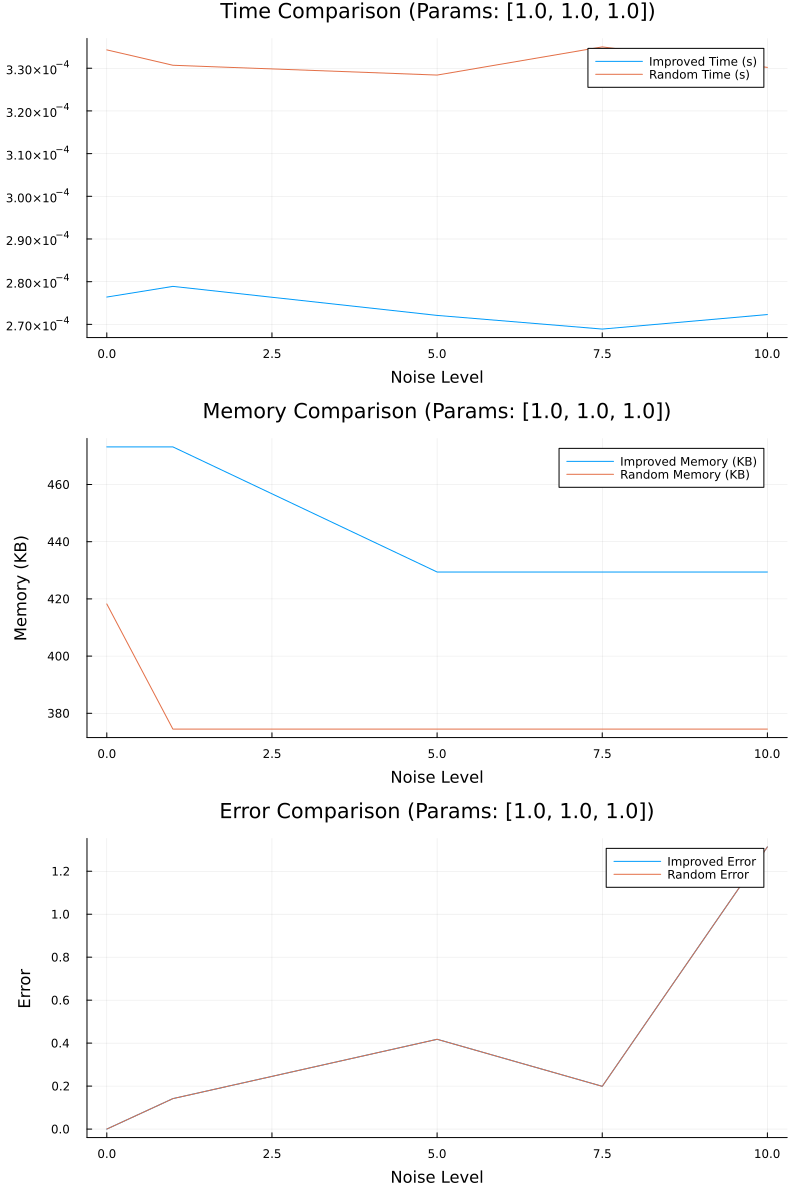 Time Comparison (Params: [1.0, 1.0, 1.0])
Improved Time (s)
Random Time (s)
3.30×10⁻⁴
3.20×10⁻⁴
3.10×10⁻⁴
3.00×10⁻⁴
2.90×10⁻⁴
2.80×10⁻⁴
2.70×10⁻⁴
0.0 2.5 5.0 7.5 10.0
Noise Level
Memory Comparison (Params: [1.0, 1.0, 1.0])
Improved Memory (KB)
Random Memory (KB)
Memory (KB)
460
440
420
400
380
0.0 2.5 5.0 7.5 10.0
Noise Level
Error Comparison (Params: [1.0, 1.0, 1.0])
Improved Error
Random Error
Error
1.2
1.0
0.8
0.6
0.4
0.2
0.0
0.0 2.5 5.0 7.5 10.0
Noise Level